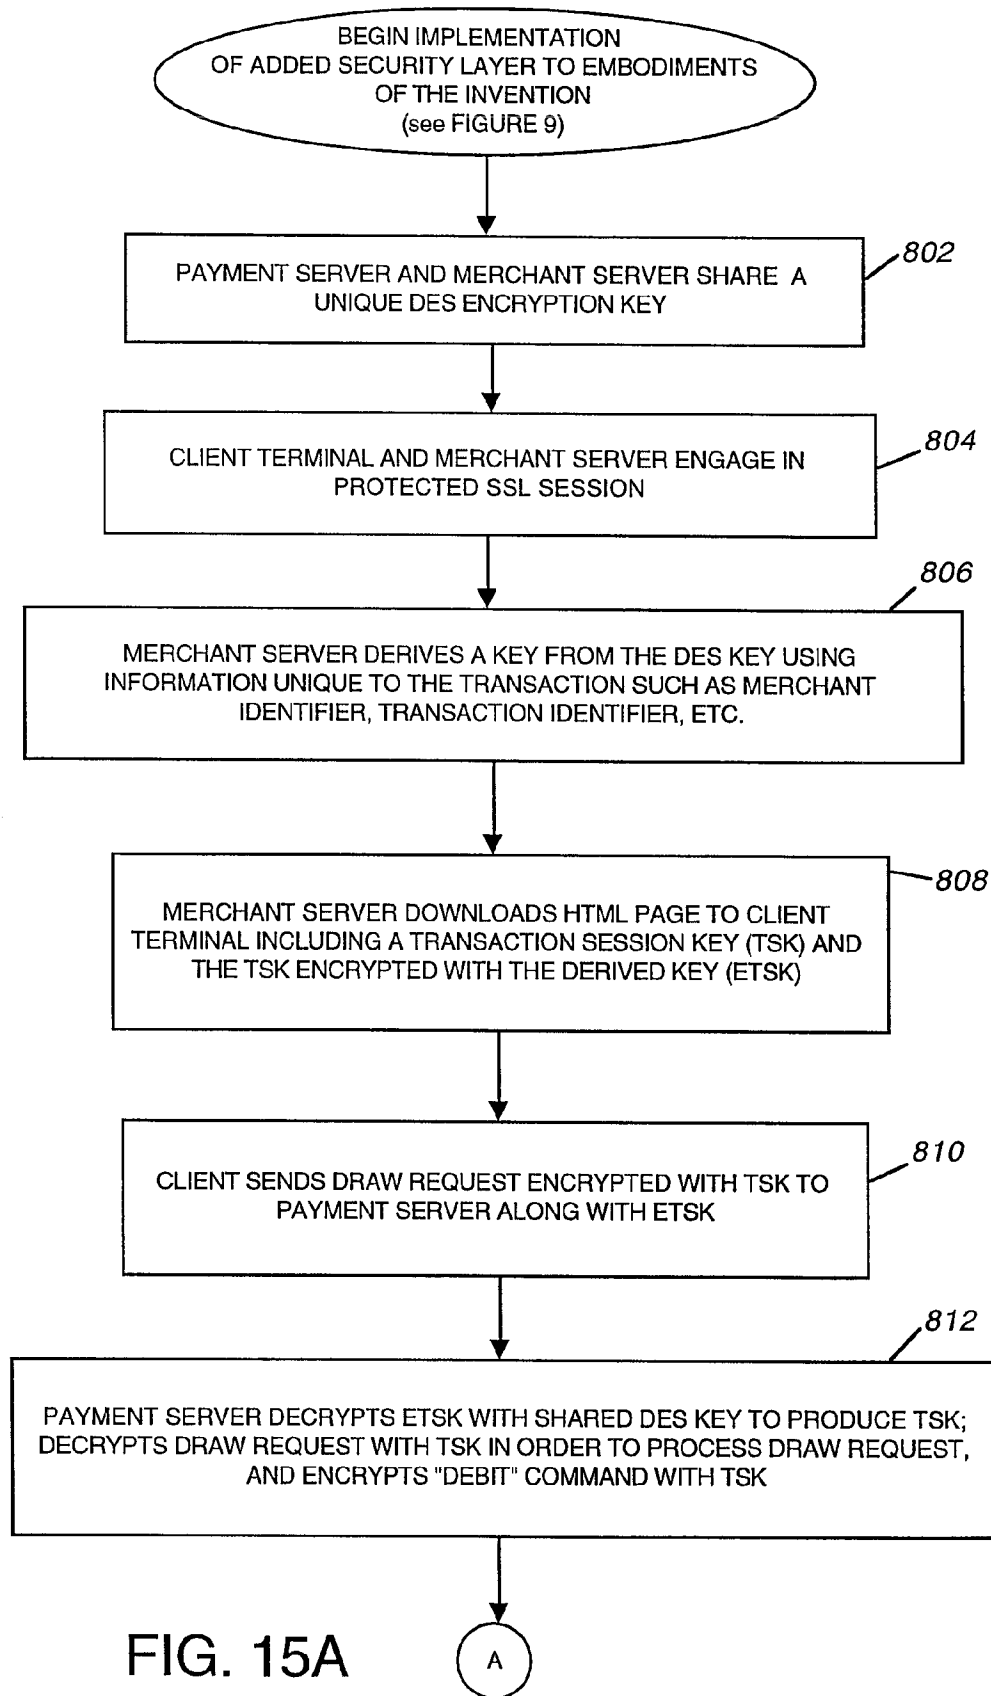 BEGIN IMPLEMENTATION
OF ADDED SECURITY LAYER TO EMBODIMENTS
OF THE INVENTION
(see FIGURE 9)
802
PAYMENT SERVER AND MERCHANT SERVER SHARE A
UNIQUE DES ENCRYPTION KEY
804
CLIENT TERMINAL AND MERCHANT SERVER ENGAGE IN
PROTECTED SSL SESSION
806
MERCHANT SERVER DERIVES A KEY FROM THE DES KEY USING
INFORMATION UNIQUE TO THE TRANSACTION SUCH AS MERCHANT
IDENTIFIER, TRANSACTION IDENTIFIER, ETC.
808
MERCHANT SERVER DOWNLOADS HTML PAGE TO CLIENT
TERMINAL INCLUDING A TRANSACTION SESSION KEY (TSK) AND
THE TSK ENCRYPTED WITH THE DERIVED KEY (ETSK)
810
CLIENT SENDS DRAW REQUEST ENCRYPTED WITH TSK TO
PAYMENT SERVER ALONG WITH ETSK
812
PAYMENT SERVER DECRYPTS ETSK WITH SHARED DES KEY TO PRODUCE TSK;
DECRYPTS DRAW REQUEST WITH TSK IN ORDER TO PROCESS DRAW REQUEST,
AND ENCRYPTS "DEBIT" COMMAND WITH TSK
FIG. 15A
A